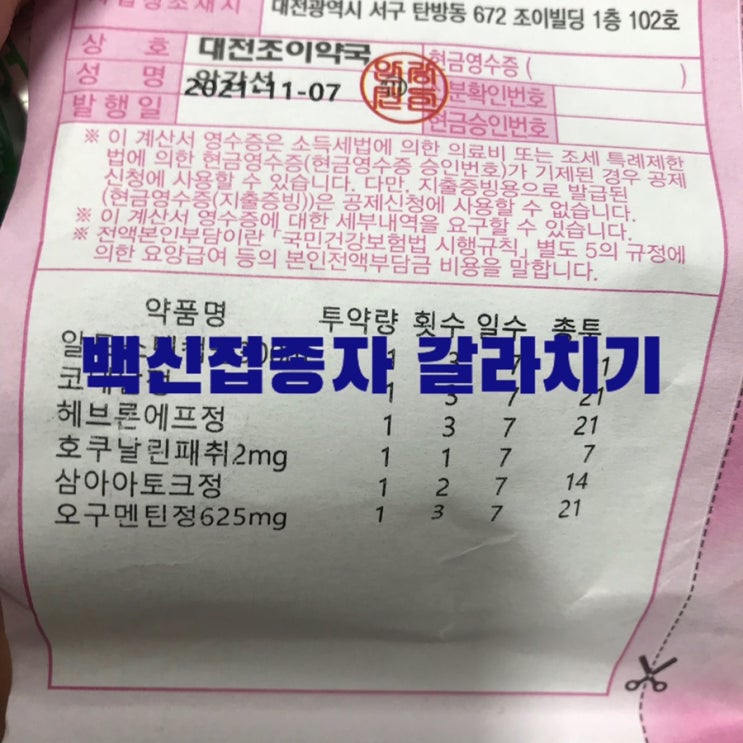 대전광역시 서구 탄방동 672 조이빌딩 1층 102호
상 호 대전조이약국 현금영수증 ( )
성 명
발행일 2021-11-07
현금승인번호
※ 이 계산서 영수증은 소득세법에 의한 의료비 또는 조세 특례제한
법에 의한 현금영수증(현금영수증 승인번호)가 기제된 경우 공제
신청에 사용할 수 있습니다. 다만, 지출증빙용으로 발급된
(현금영수증(지출증빙))은 공제신청에 사용할 수 없습니다.
※ 이 계산서 영수증에 대한 세부내역을 요구할 수 있습니다.
※ 전액본인부담이란 「국민건강보험법 시행규칙」 별도 5의 규정에
의한 요양급여 등의 본인전액부담금 비용을 말합니다.
약품명 투약량 횟수 일수 총투
백신집종자 갈라치기
1 3 7 21
헤브론에프정 1 3 7 21
호쿠날린패취2mg 1 1 7 7
삼아아토크정 1 2 7 14
오구멘틴정625mg 1 3 7 21